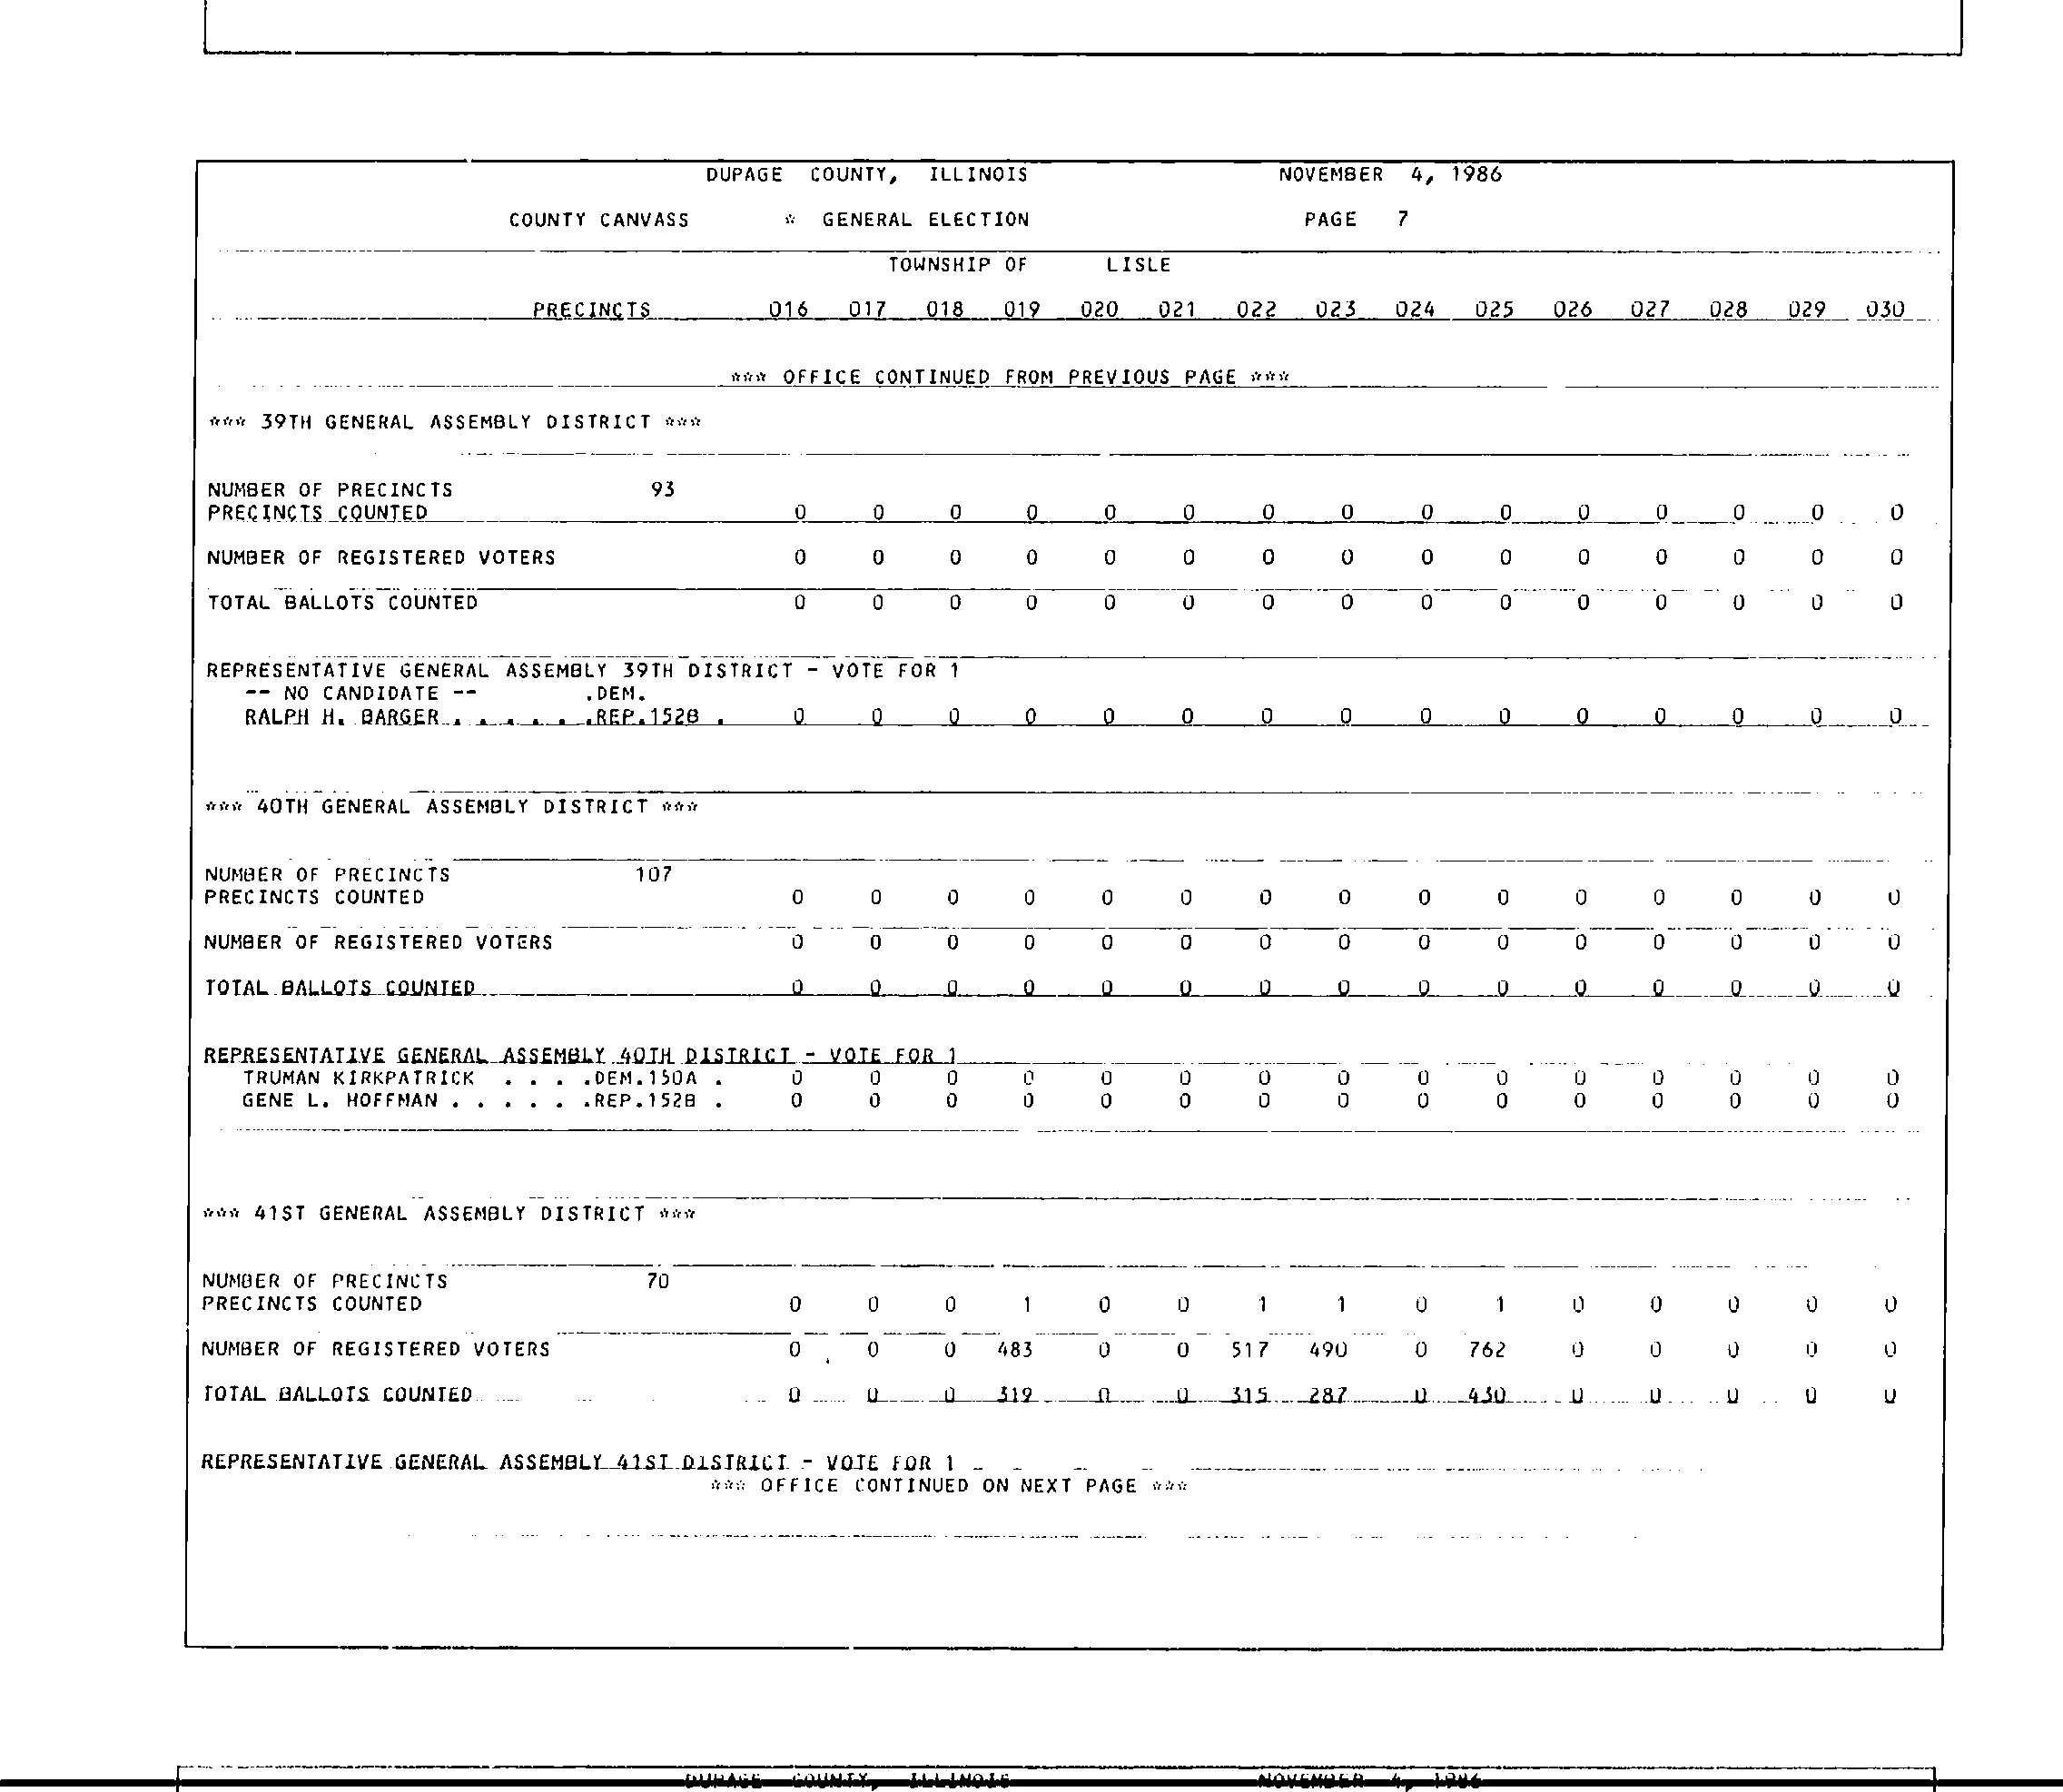 DUPAGE COUNTY, ILLINOIS NOVEMBER 4, 1986
COUNTY CANVASS * GENERAL ELECTION PAGE 7
TOWNSHIP OF LISLE
PRECINCTS 016 017 018 019 020 021 022 023 024 025 026 027 028 029 030
*** OFFICE CONTINUED FROM PREVIOUS PAGE ***
*** 39TH GENERAL ASSEMBLY DISTRICT ***
NUMBER OF PRECINCTS 93
PRECINCTS COUNTED 0 0 0 0 0 0 0 0 0 0 0 0 0 0 0
NUMBER OF REGISTERED VOTERS 0 0 0 0 0 0 0 0 0 0 0 0 0 0 0
TOTAL BALLOTS COUNTED 0 0 0 0 0 0 0 0 0 0 0 0 0 0 0
REPRESENTATIVE GENERAL ASSEMBLY 39TH DISTRICT - VOTE FOR 1
-- NO CANDIDATE -- .DEM.
RALPH H. BARGER . . . . . .REP.152B . 0 0 0 0 0 0 0 0 0 0 0 0 0 0 0
*** 40TH GENERAL ASSEMBLY DISTRICT ***
NUMBER OF PRECINCTS 107
PRECINCTS COUNTED 0 0 0 0 0 0 0 0 0 0 0 0 0 0 0
NUMBER OF REGISTERED VOTERS 0 0 0 0 0 0 0 0 0 0 0 0 0 0 0
TOTAL BALLOTS COUNTED 0 0 0 0 0 0 0 0 0 0 0 0 0 0 0
REPRESENTATIVE GENERAL ASSEMBLY 40TH DISTRICT - VOTE FOR 1
TRUMAN KIRKPATRICK . . . .DEM.150A . 0 0 0 0 0 0 0 0 0 0 0 0 0 0 0
GENE L. HOFFMAN . . . . . .REP.152B . 0 0 0 0 0 0 0 0 0 0 0 0 0 0 0
*** 41ST GENERAL ASSEMBLY DISTRICT ***
NUMBER OF PRECINCTS 70
PRECINCTS COUNTED 0 0 0 1 0 0 1 1 0 1 0 0 0 0 0
NUMBER OF REGISTERED VOTERS 0 0 0 483 0 0 517 490 0 762 0 0 0 0 0
TOTAL BALLOTS COUNTED 0 0 0 319 0 0 315 287 0 430 0 0 0 0 0
REPRESENTATIVE GENERAL ASSEMBLY 41ST DISTRICT - VOTE FOR 1
*** OFFICE CONTINUED ON NEXT PAGE ***
DUPAGE COUNTY, ILLINOIS NOVEMBER 4, 1986